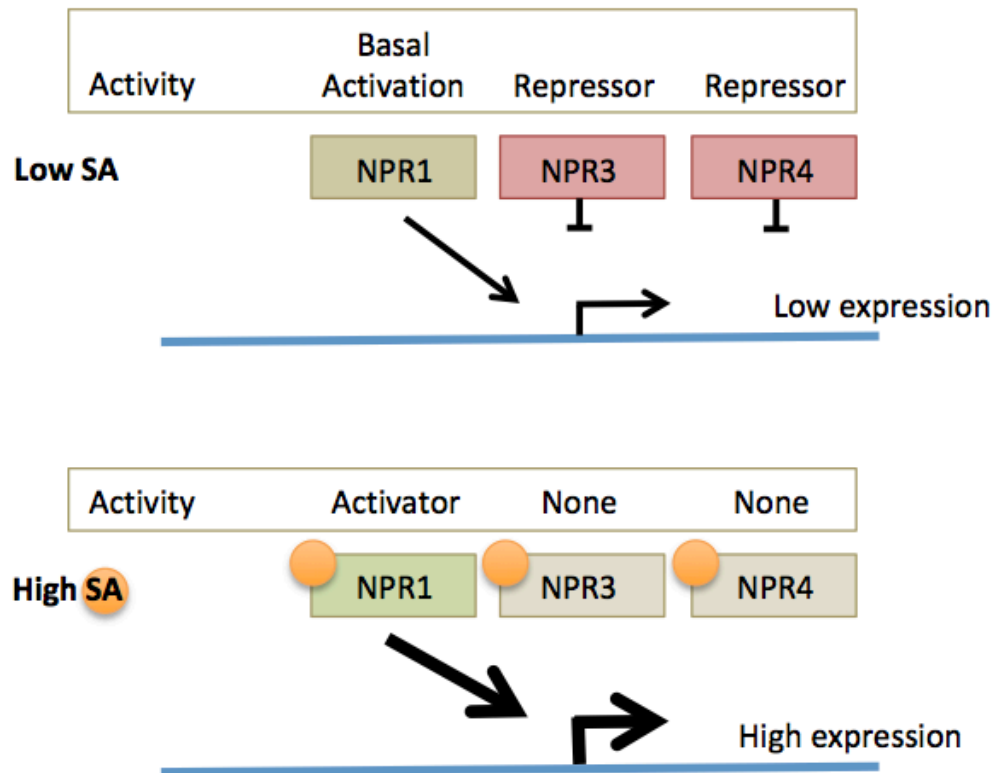 Basal
Activity Activation Repressor Repressor
Low SA NPR1 NPR3 NPR4
Low expression
Activity Activator None None
High SA NPR1 NPR3 NPR4
High expression